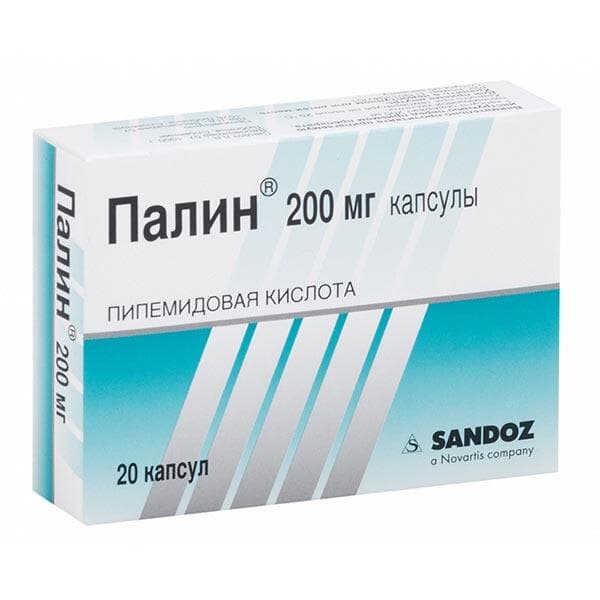 Палин® 200 мг капсулы
ПИПЕМИДОВАЯ КИСЛОТА
20 капсул
SANDOZ
a Novartis company
Палин® 200 мг